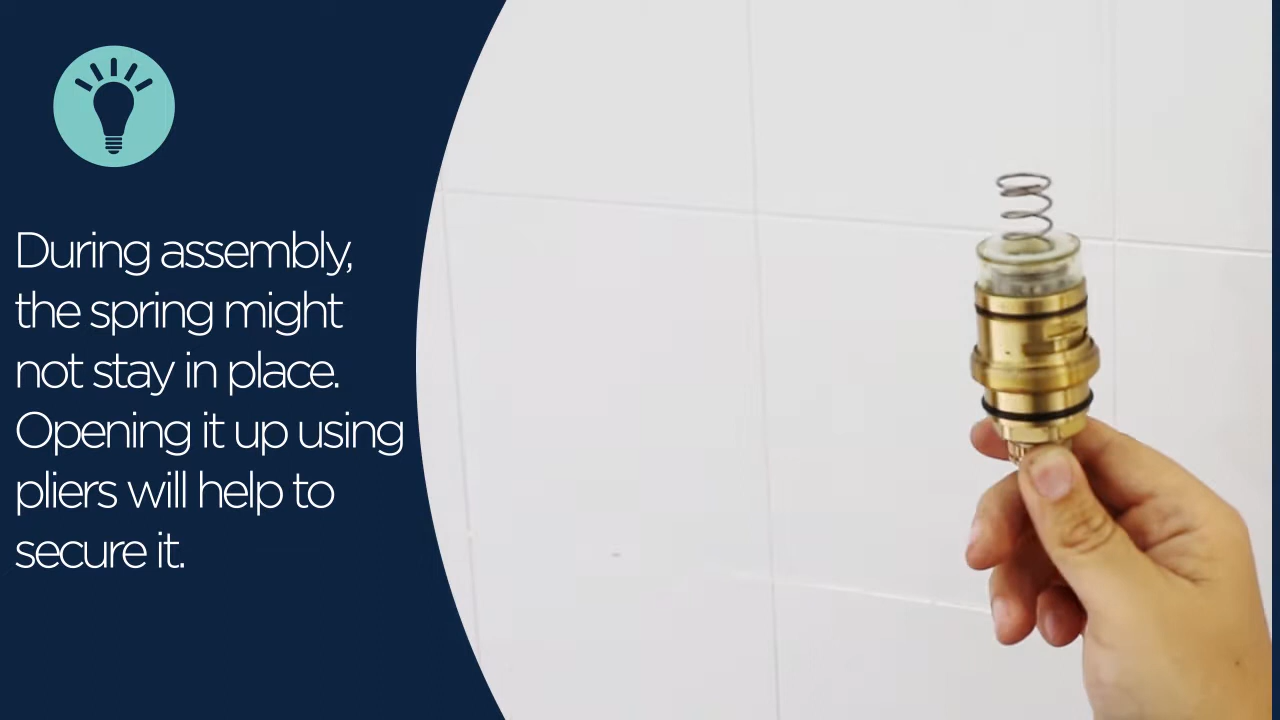 During assembly,
the spring might
not stay in place.
Opening it up using
pliers will help to
secure it.